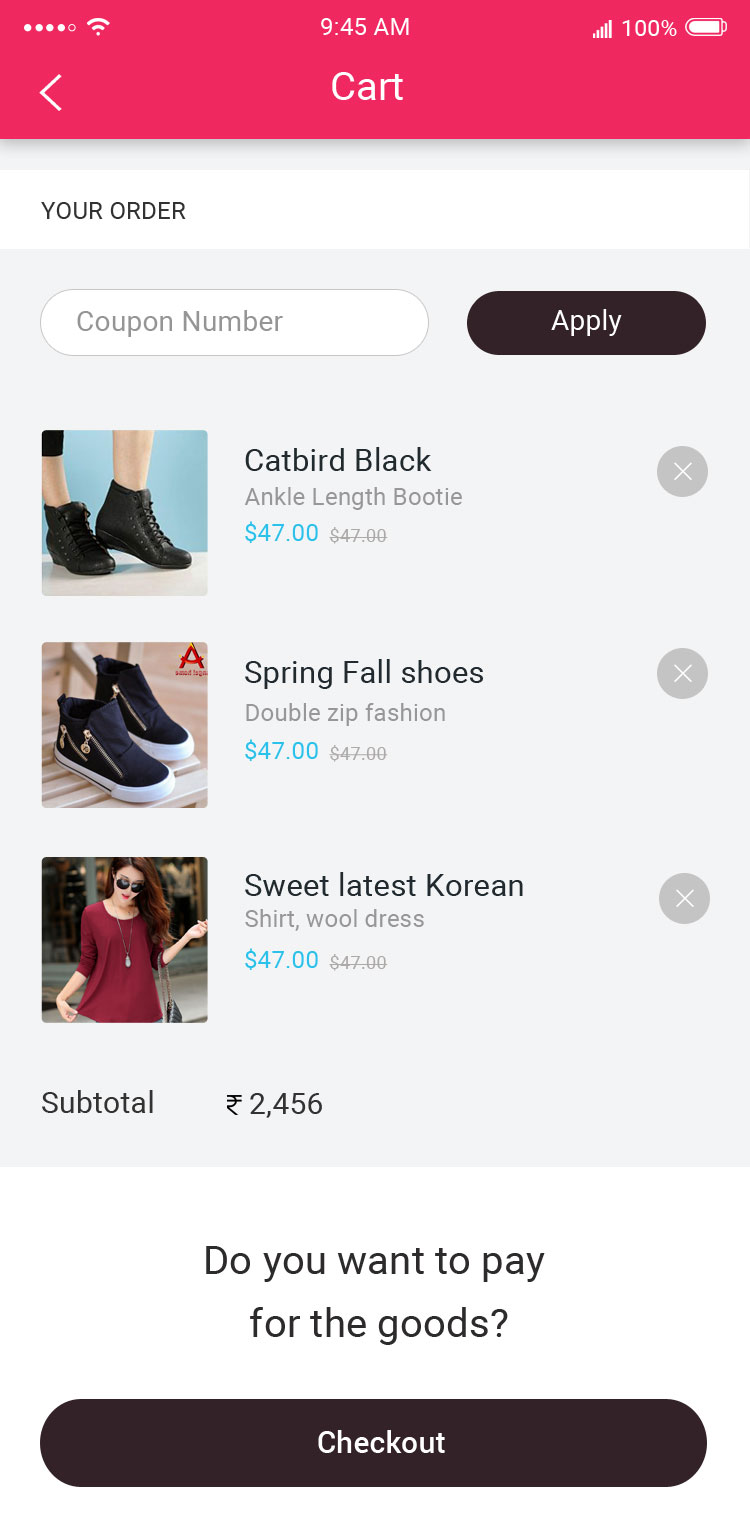 9:45 AM
100%
Cart
YOUR ORDER
Coupon Number
Apply
Catbird Black
Ankle Length Bootie
$47.00 $47.00
A
Spring Fall shoes
Double zip fashion
$47.00 $47.00
Sweet latest Korean
Shirt, wool dress
$47.00 $47.00
Subtotal ₹ 2,456
Do you want to pay
for the goods?
Checkout